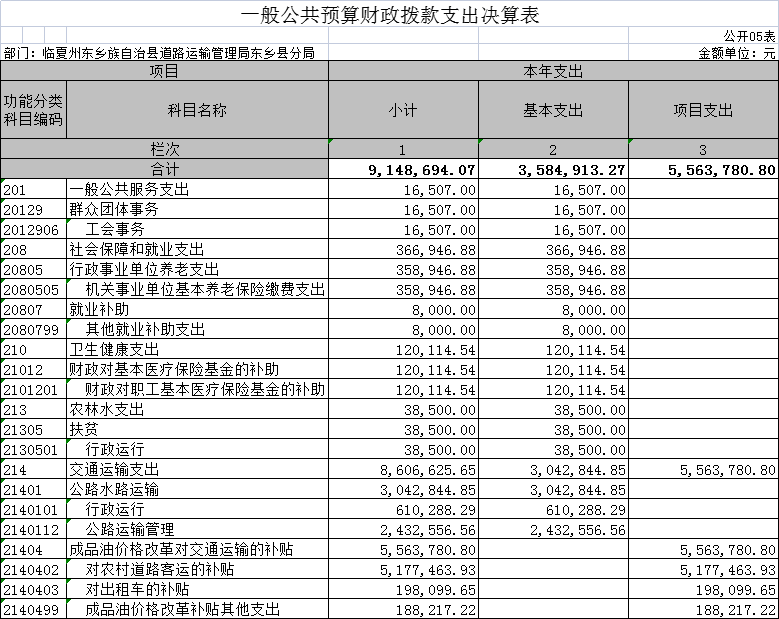 一般公共预算财政拨款支出决算表
公开05表
部门：临夏州东乡族自治县道路运输管理局东乡县分局 金额单位：元
项目 本年支出
功能分类科目编码 科目名称 小计 基本支出 项目支出
栏次 1 2 3
合计 9,148,694.07 3,584,913.27 5,563,780.80
201 一般公共服务支出 16,507.00 16,507.00
20129 群众团体事务 16,507.00 16,507.00
2012906 工会事务 16,507.00 16,507.00
208 社会保障和就业支出 366,946.88 366,946.88
20805 行政事业单位养老支出 358,946.88 358,946.88
2080505 机关事业单位基本养老保险缴费支出 358,946.88 358,946.88
20807 就业补助 8,000.00 8,000.00
2080799 其他就业补助支出 8,000.00 8,000.00
210 卫生健康支出 120,114.54 120,114.54
21012 财政对基本医疗保险基金的补助 120,114.54 120,114.54
2101201 财政对职工基本医疗保险基金的补助 120,114.54 120,114.54
213 农林水支出 38,500.00 38,500.00
21305 扶贫 38,500.00 38,500.00
2130501 行政运行 38,500.00 38,500.00
214 交通运输支出 8,606,625.65 3,042,844.85 5,563,780.80
21401 公路水路运输 3,042,844.85 3,042,844.85
2140101 行政运行 610,288.29 610,288.29
2140112 公路运输管理 2,432,556.56 2,432,556.56
21404 成品油价格改革对交通运输的补贴 5,563,780.80 5,563,780.80
2140402 对农村道路客运的补贴 5,177,463.93 5,177,463.93
2140403 对出租车的补贴 198,099.65 198,099.65
2140499 成品油价格改革补贴其他支出 188,217.22 188,217.22